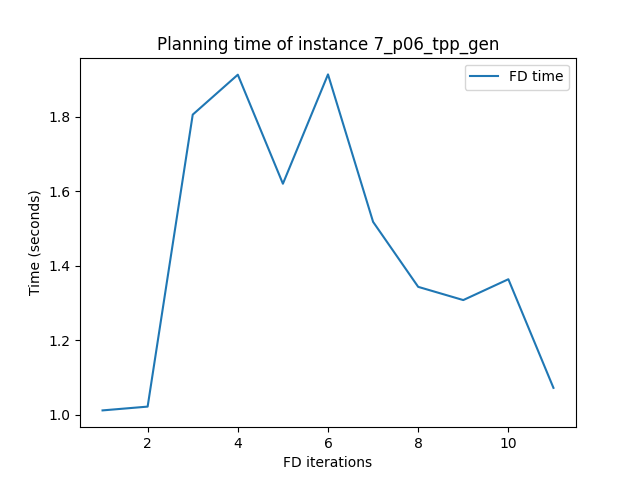 Planning time of instance 7_p06_tpp_gen
FD time
Time (seconds)
1.8
1.6
1.4
1.2
1.0
2 4 6 8 10
FD iterations